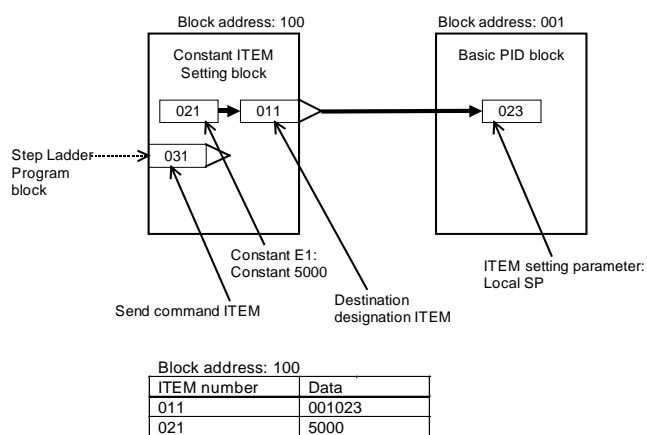 Block address: 100
Block address: 001
Constant ITEM
Setting block
Basic PID block
021
011
023
Step Ladder
Program
block
031
Constant E1:
Constant 5000
ITEM setting parameter:
Local SP
Send command ITEM
Destination
designation ITEM
Block address: 100
ITEM number Data
011 001023
021 5000